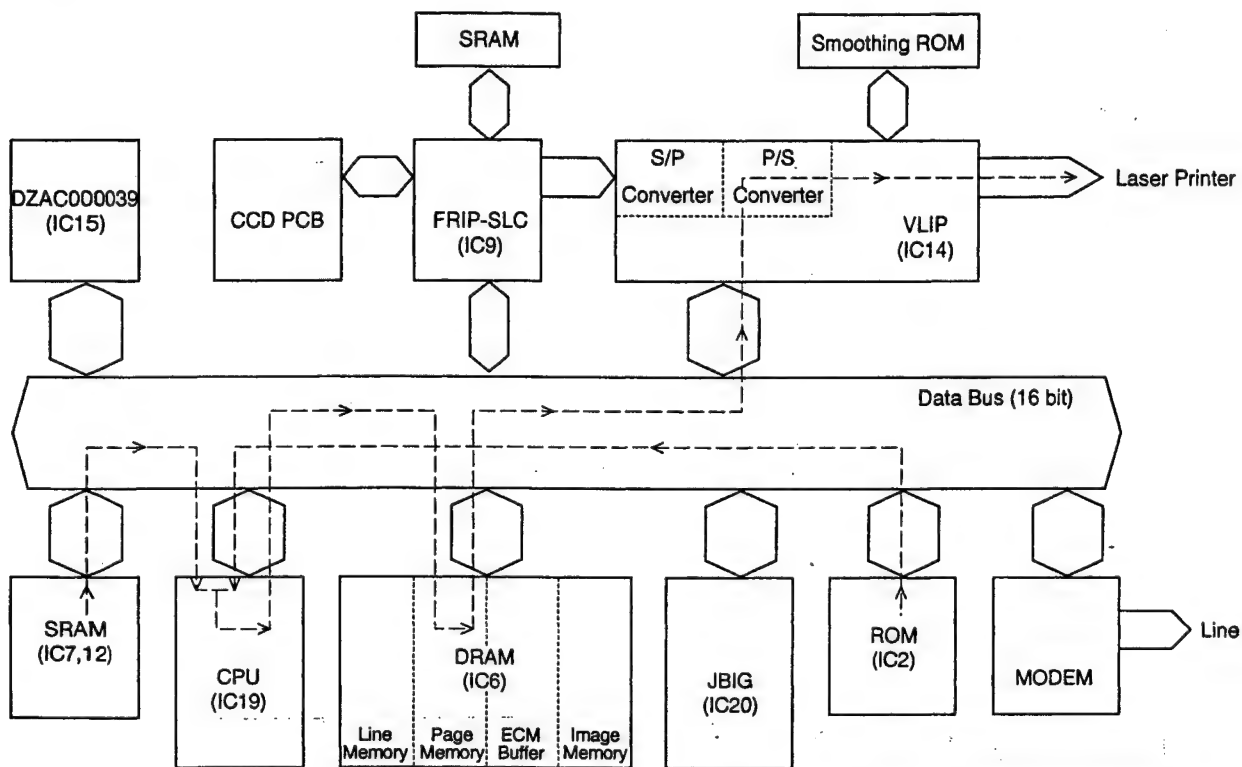 SRAM
Smoothing ROM
DZAC000039
(IC15)
CCD PCB
FRIP-SLC
(IC9)
S/P
Converter
P/S
Converter
VLIP
(IC14)
Laser Printer
Data Bus (16 bit)
SRAM
(IC7,12)
CPU
(IC19)
DRAM
(IC6)
Line
Memory
Page
Memory
ECM
Buffer
Image
Memory
JBIG
(IC20)
ROM
(IC2)
MODEM
Line